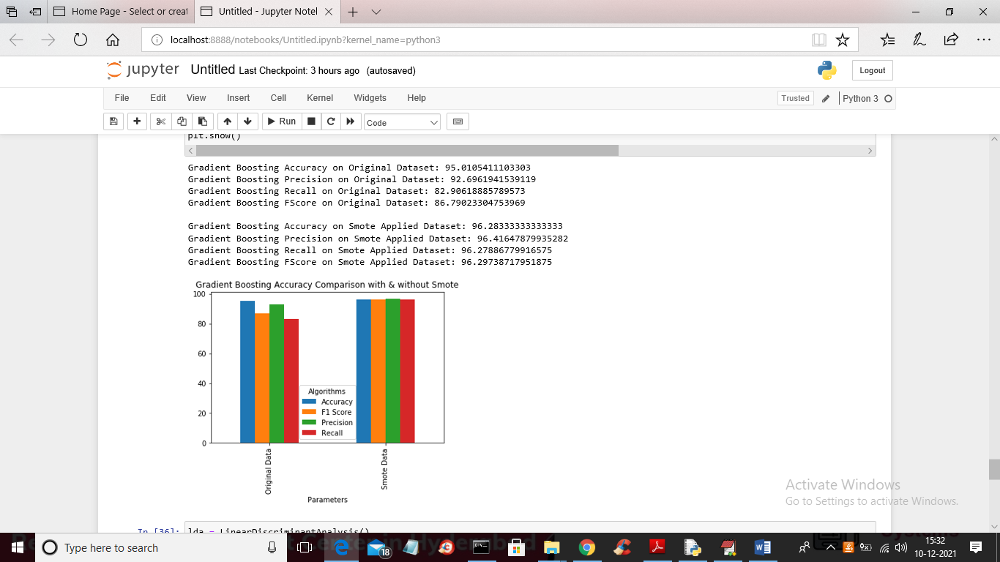 Home Page - Select or creat
Untitled - Jupyter Notel
localhost:8888/notebooks/Untitled.ipynb?kernel_name=python3
jupyter Untitled Last Checkpoint: 3 hours ago (autosaved)
Logout
File Edit View Insert Cell Kernel Widgets Help
Trusted
Python 3
Run
Code
plt.show()
Gradient Boosting Accuracy on Original Dataset: 95.0105411103303
Gradient Boosting Precision on Original Dataset: 92.6961941539119
Gradient Boosting Recall on Original Dataset: 82.90618885789573
Gradient Boosting FScore on Original Dataset: 86.79023304753969
Gradient Boosting Accuracy on Smote Applied Dataset: 96.28333333333333
Gradient Boosting Precision on Smote Applied Dataset: 96.41647879935282
Gradient Boosting Recall on Smote Applied Dataset: 96.27886779916575
Gradient Boosting FScore on Smote Applied Dataset: 96.29738717951875
Gradient Boosting Accuracy Comparison with & without Smote
100
80
60
40
20
0
Algorithms
Accuracy
F1 Score
Precision
Recall
Original Data
Smote Data
Parameters
Activate Windows
Go to Settings to activate Windows.
In [36]: lda = LinearDiscriminantAnalysis()
Type here to search
18
15:32
10-12-2021